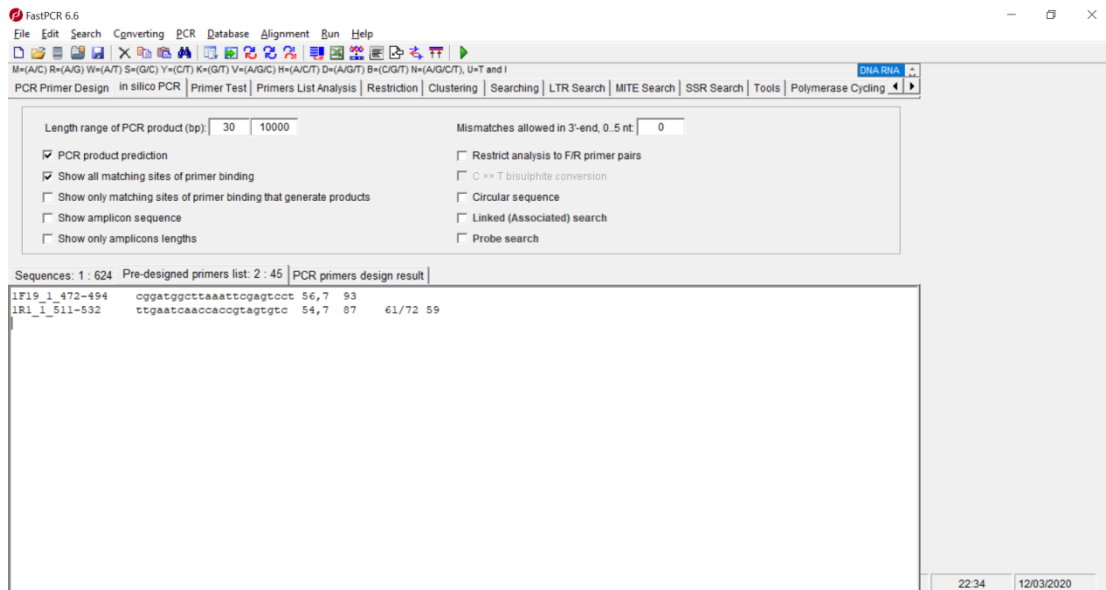 FastPCR 6.6
File Edit Search Converting PCR Database Alignment Run Help
M=(A/C) R=(A/G) W=(A/T) S=(G/C) Y=(C/T) K=(G/T) V=(A/G/C) H=(A/C/T) D=(A/G/T) B=(C/G/T) N=(A/G/C/T), U=T and I
DNA RNA
PCR Primer Design in silico PCR Primer Test Primers List Analysis Restriction Clustering Searching LTR Search MITE Search SSR Search Tools Polymerase Cycling
Length range of PCR product (bp): 30 10000
Mismatches allowed in 3'-end, 0..5 nt: 0
PCR product prediction
Restrict analysis to F/R primer pairs
Show all matching sites of primer binding
C >> T bisulphite conversion
Show only matching sites of primer binding that generate products
Circular sequence
Show amplicon sequence
Linked (Associated) search
Show only amplicons lengths
Probe search
Sequences: 1 : 624 Pre-designed primers list: 2 : 45 PCR primers design result
1F19_1_472-494 cggatggcttaaattcgagtcct 56,7 93
1R1_1_511-532 ttgaatcaaccaccgtagtgtc 54,7 87 61/72 59
22:34 12/03/2020